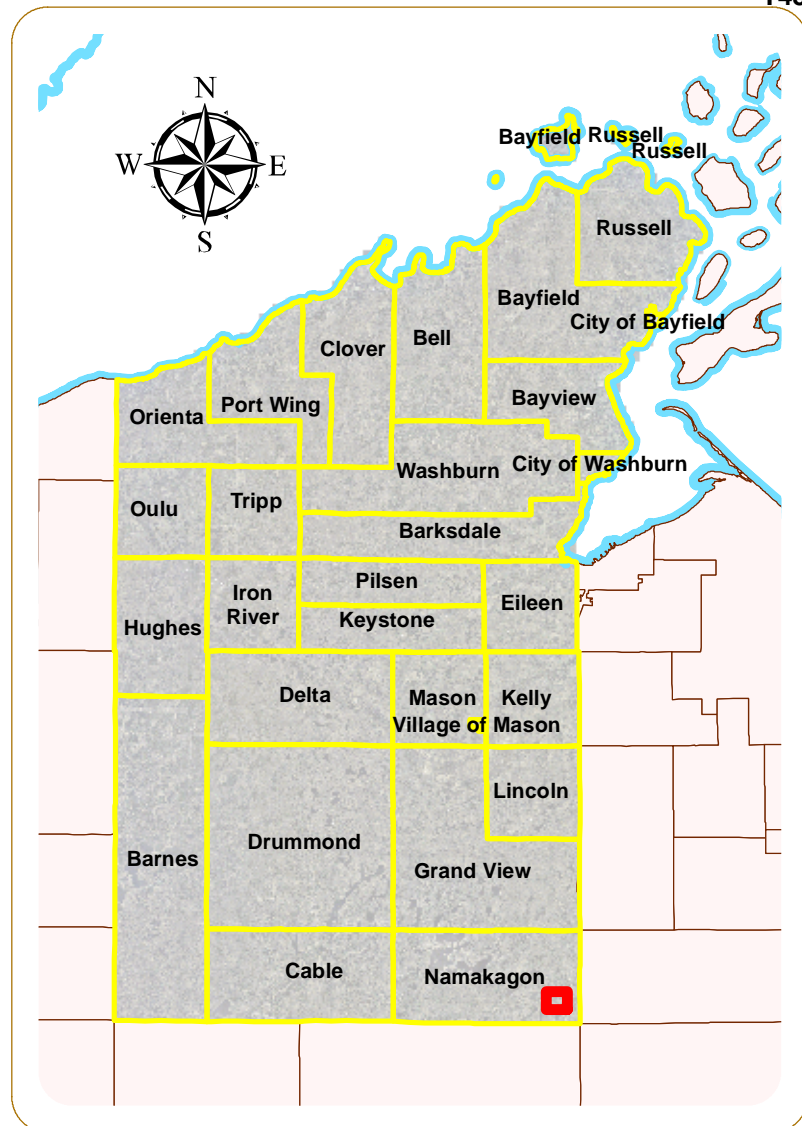 N
W E
S
Bayfield Russell
Russell
Russell
Bayfield
City of Bayfield
Clover
Bell
Bayview
Port Wing
Orienta
Washburn City of Washburn
Oulu
Tripp
Barksdale
Pilsen
Iron
River
Eileen
Keystone
Hughes
Delta
Mason
Kelly
Village of Mason
Lincoln
Drummond
Barnes
Grand View
Cable
Namakagon